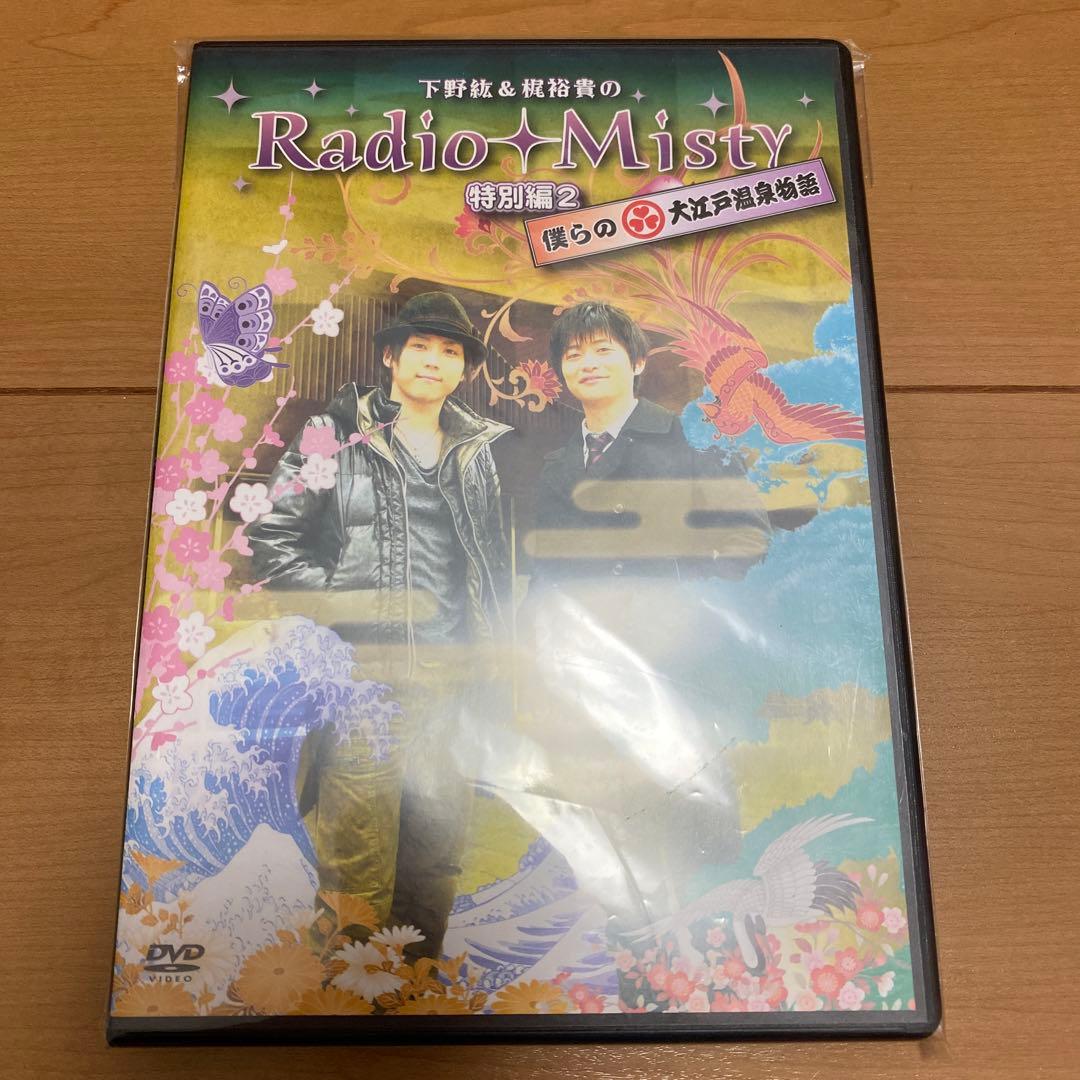 下野紘&梶裕貴の
Radio Misty
特別編2
僕らの 大江戸温泉物語
DVD
VIDEO